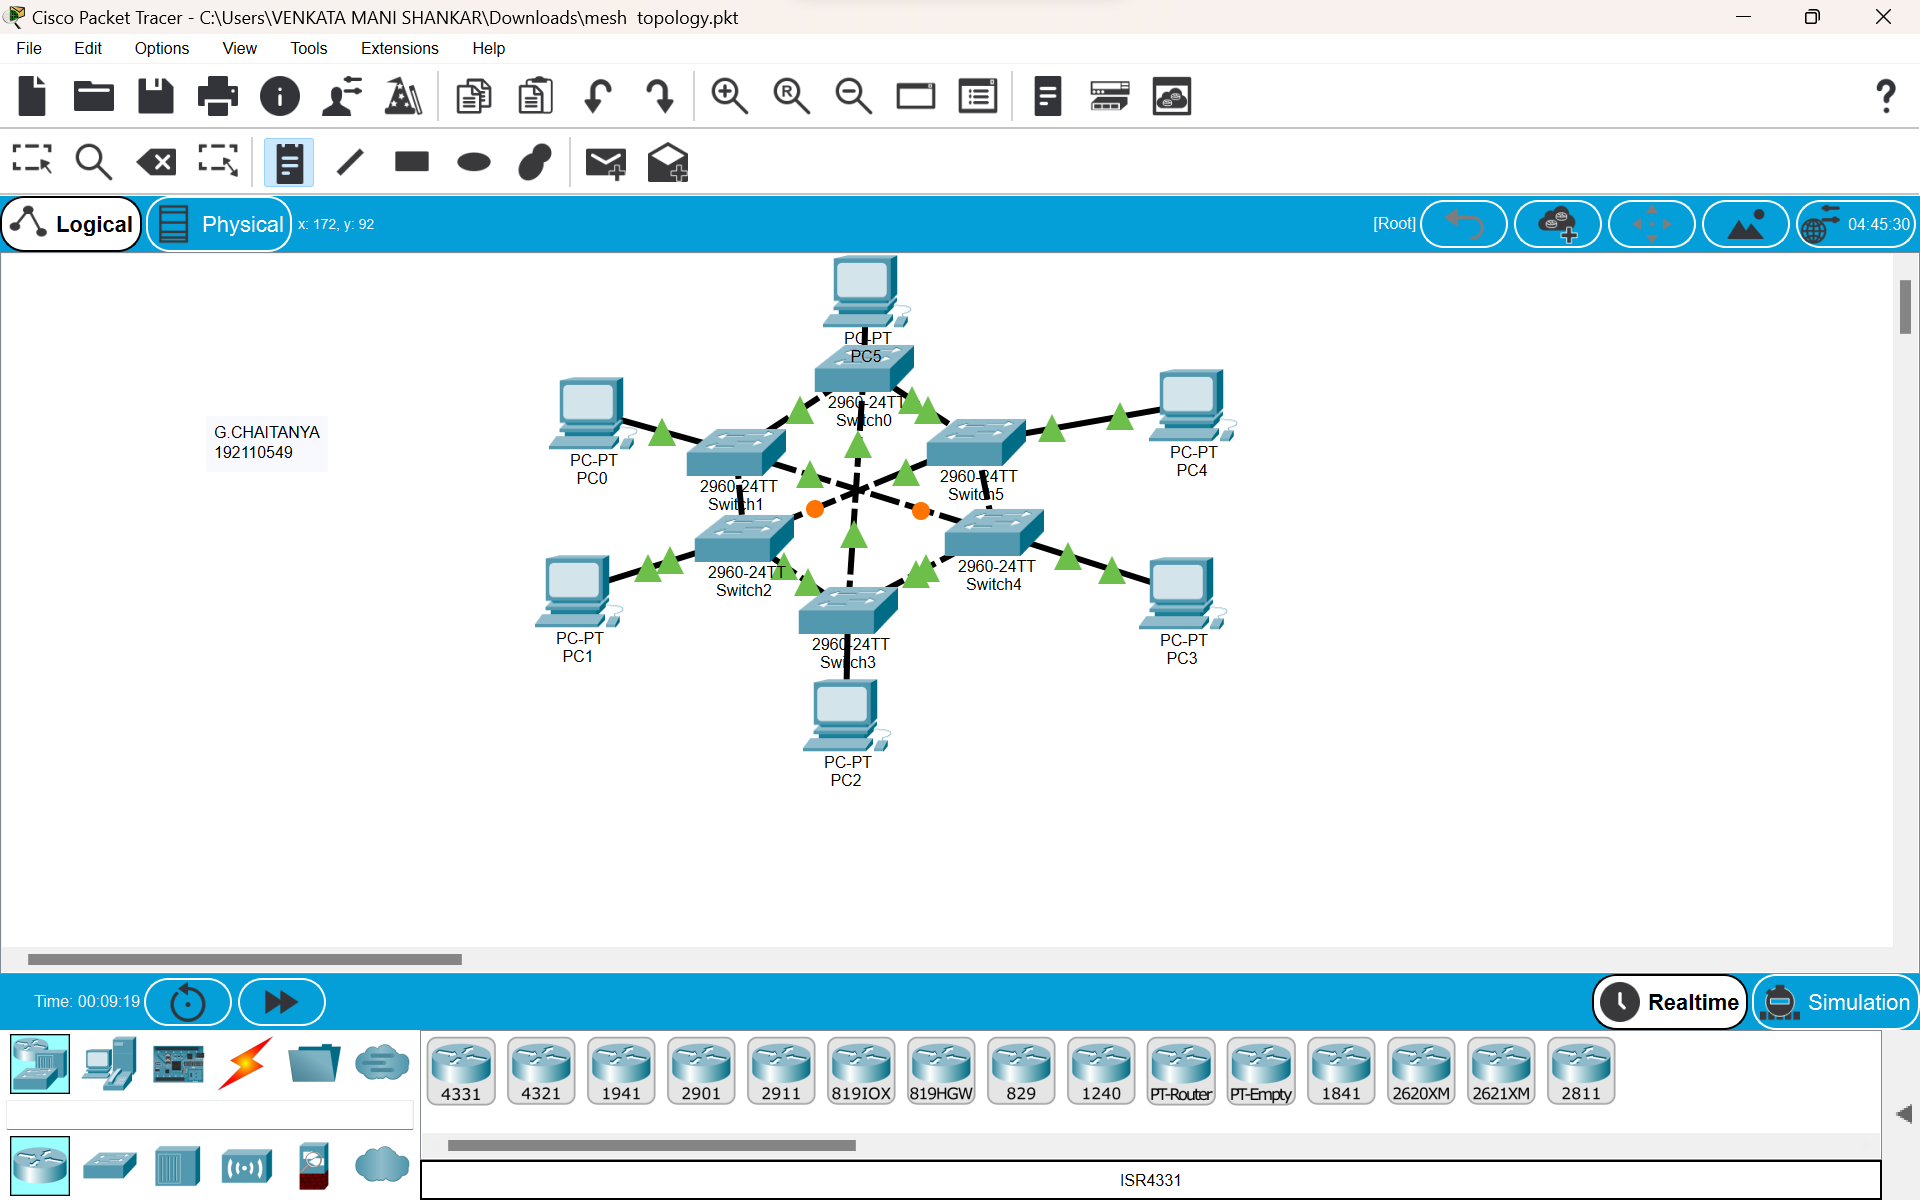 Cisco Packet Tracer - C:\Users\VENKATA MANI SHANKAR\Downloads\mesh  topology.pkt
File Edit Options View Tools Extensions Help
Logical Physical x: 172, y: 92 [Root] 04:45:30
PC-PT
PC5
2960-24TT
Switch0
G.CHAITANYA
192110549
PC-PT
PC0
2960-24TT
Switch1
2960-24TT
Switch5
PC-PT
PC4
2960-24TT
Switch2
2960-24TT
Switch4
PC-PT
PC1
2960-24TT
Switch3
PC-PT
PC3
PC-PT
PC2
Time: 00:09:19 Realtime Simulation
4331 4321 1941 2901 2911 819IOX 819HGW 829 1240 PT-Router PT-Empty 1841 2620XM 2621XM 2811
ISR4331